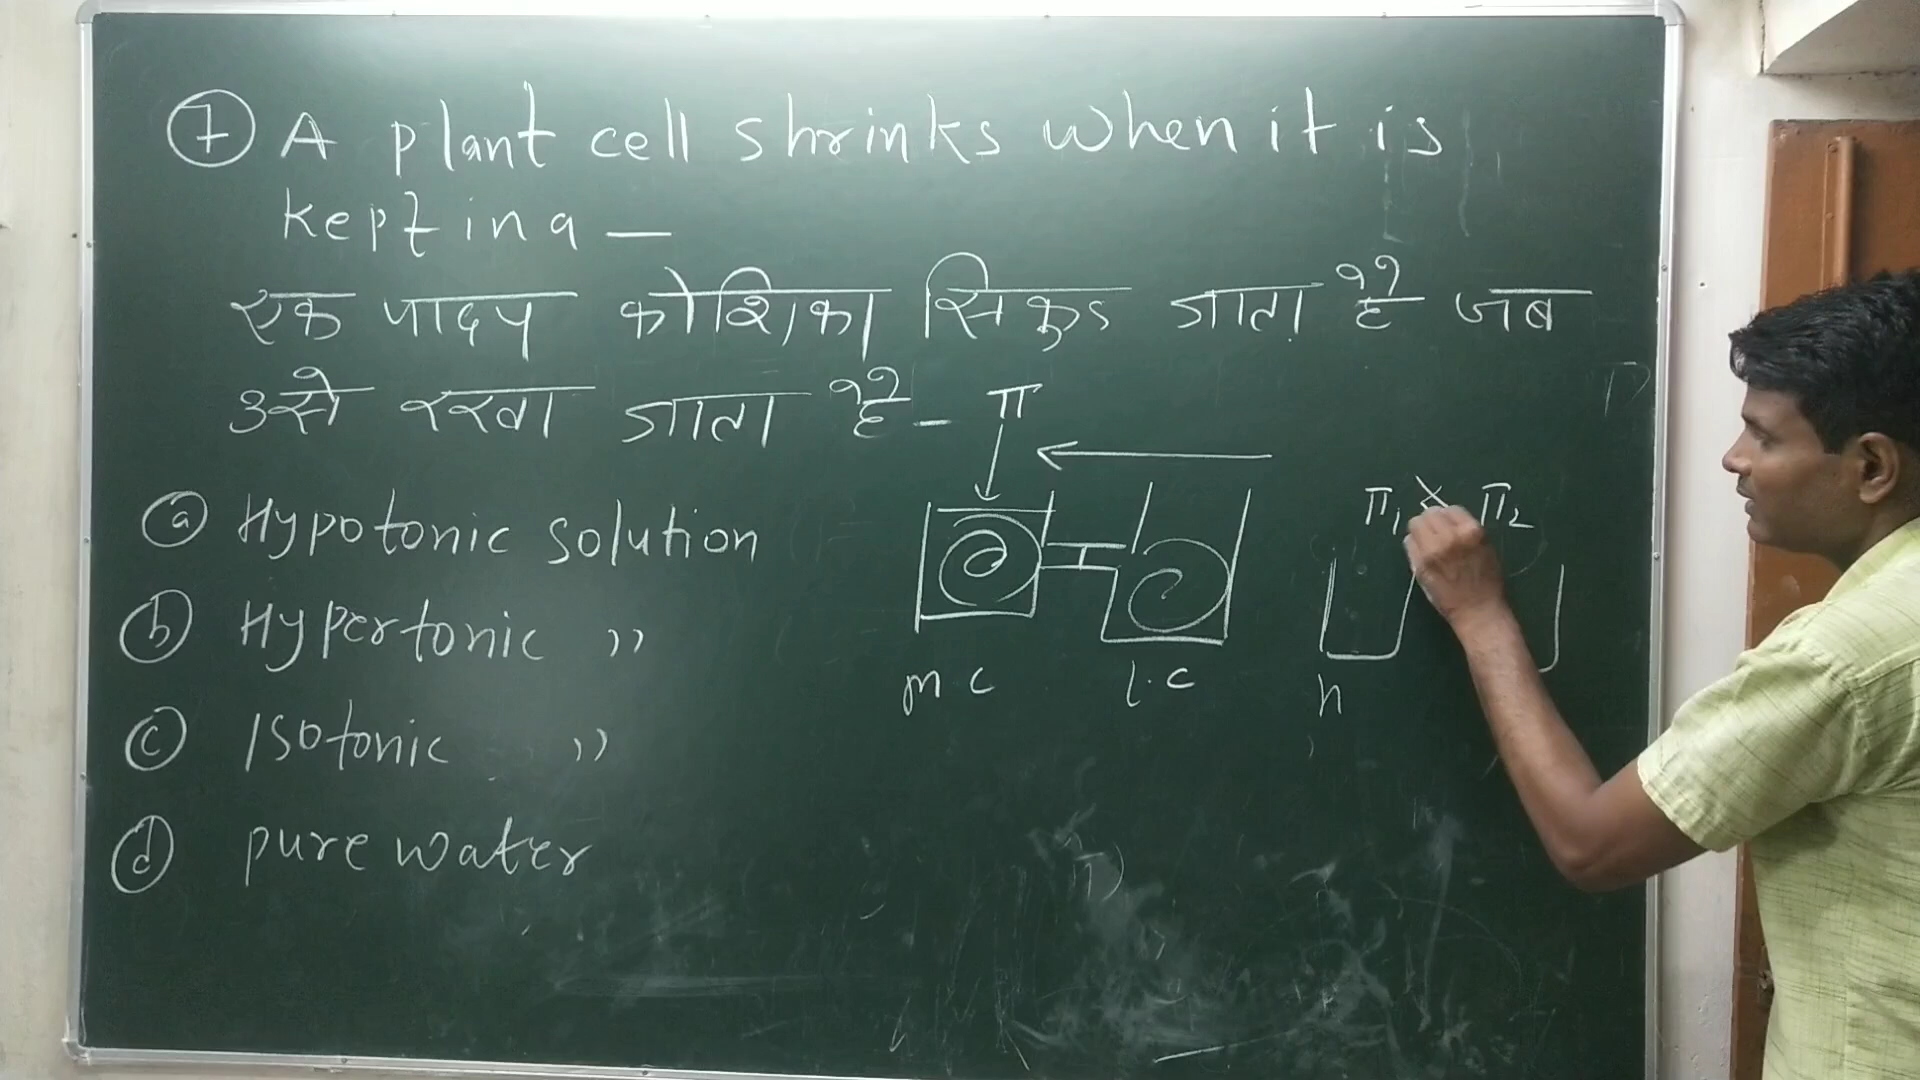 7 A plant cell shrinks when it is
kept in a —
एक पादप कोशिका सिकुड जाता है जब
उसे रखा जाता है-
π
π₁ π₂
a Hypotonic solution
b Hypertonic ,,
m c l.c h
c Isotonic ,,
d pure water